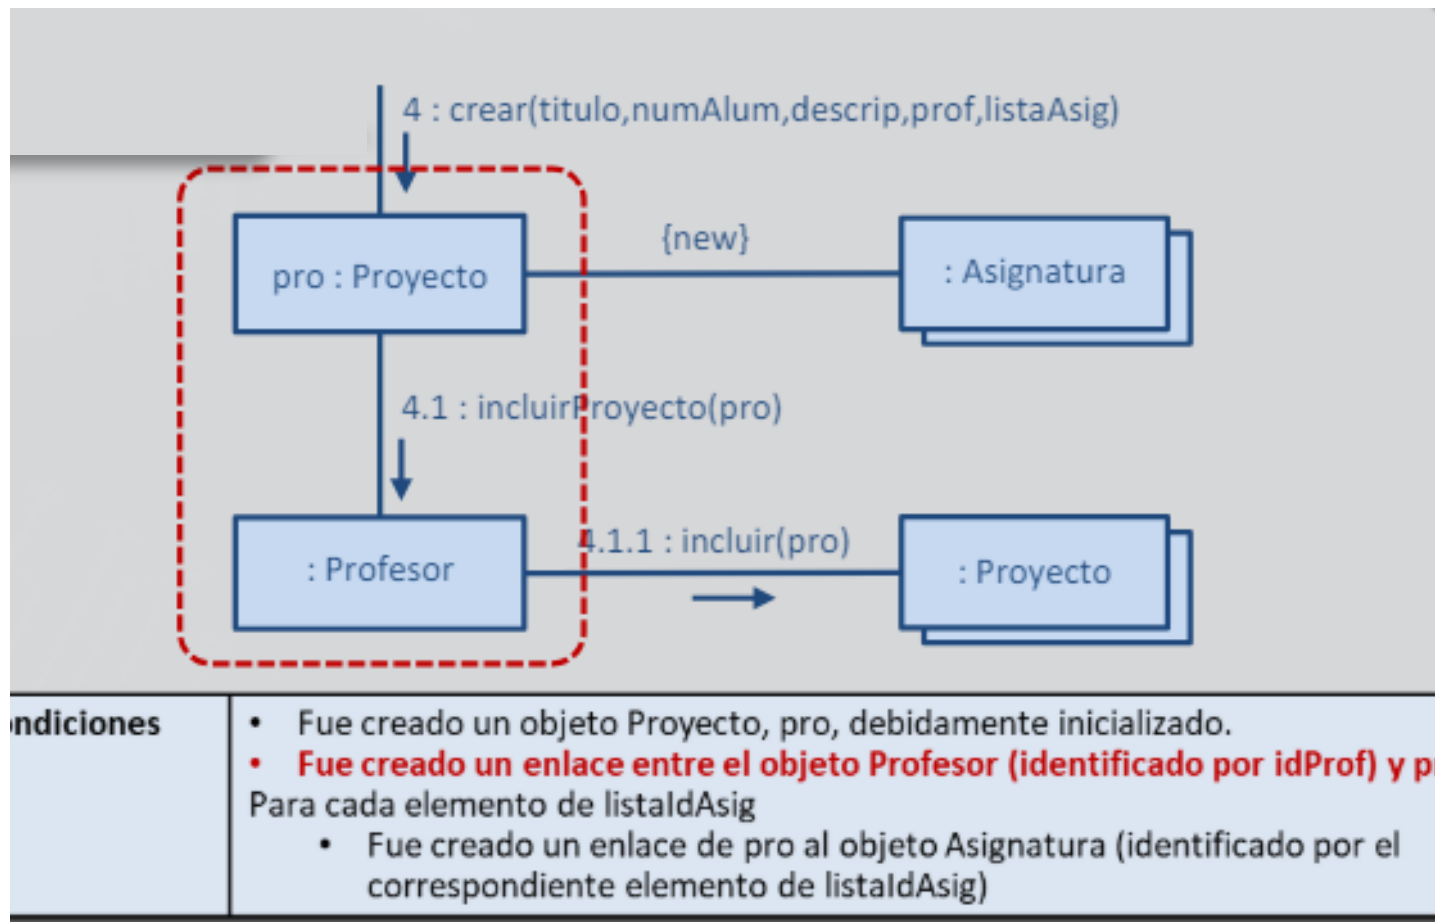 4 : crear(titulo,numAlum,descrip,prof,listaAsig)
{new}
pro : Proyecto
: Asignatura
4.1 : incluirProyecto(pro)
4.1.1 : incluir(pro)
: Profesor
: Proyecto
ondiciones
• Fue creado un objeto Proyecto, pro, debidamente inicializado.
• Fue creado un enlace entre el objeto Profesor (identificado por idProf) y pr
Para cada elemento de listaIdAsig
• Fue creado un enlace de pro al objeto Asignatura (identificado por el
correspondiente elemento de listaIdAsig)